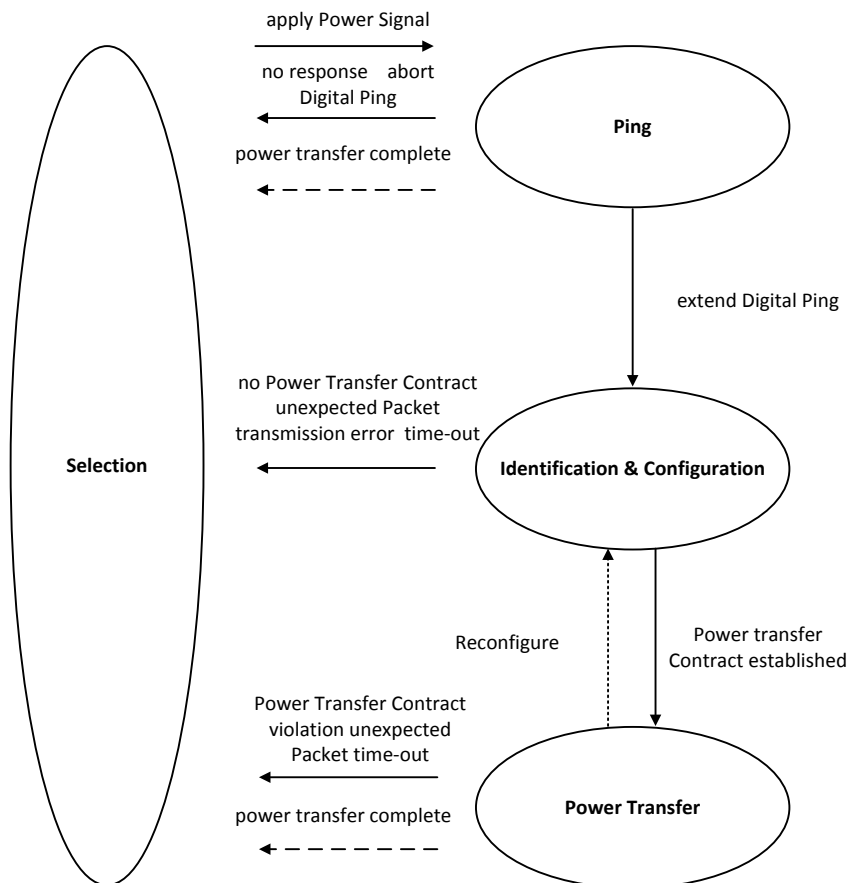 apply Power Signal
no response abort
Digital Ping
Ping
power transfer complete
extend Digital Ping
no Power Transfer Contract
unexpected Packet
transmission error time-out
Selection
Identification & Configuration
Reconfigure
Power transfer
Contract established
Power Transfer Contract
violation unexpected
Packet time-out
Power Transfer
power transfer complete